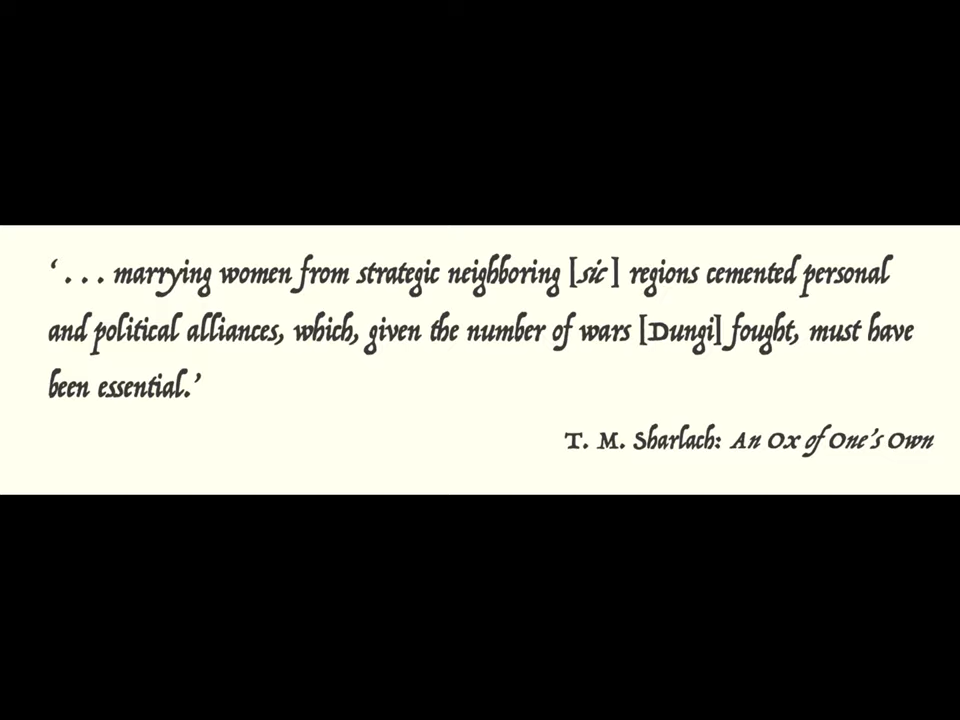 ‘ . . . marrying women from strategic neighboring [sic] regions cemented personal
and political alliances, which, given the number of wars [Dungi] fought, must have
been essential.’
T. M. Sharlach: An Ox of One’s Own